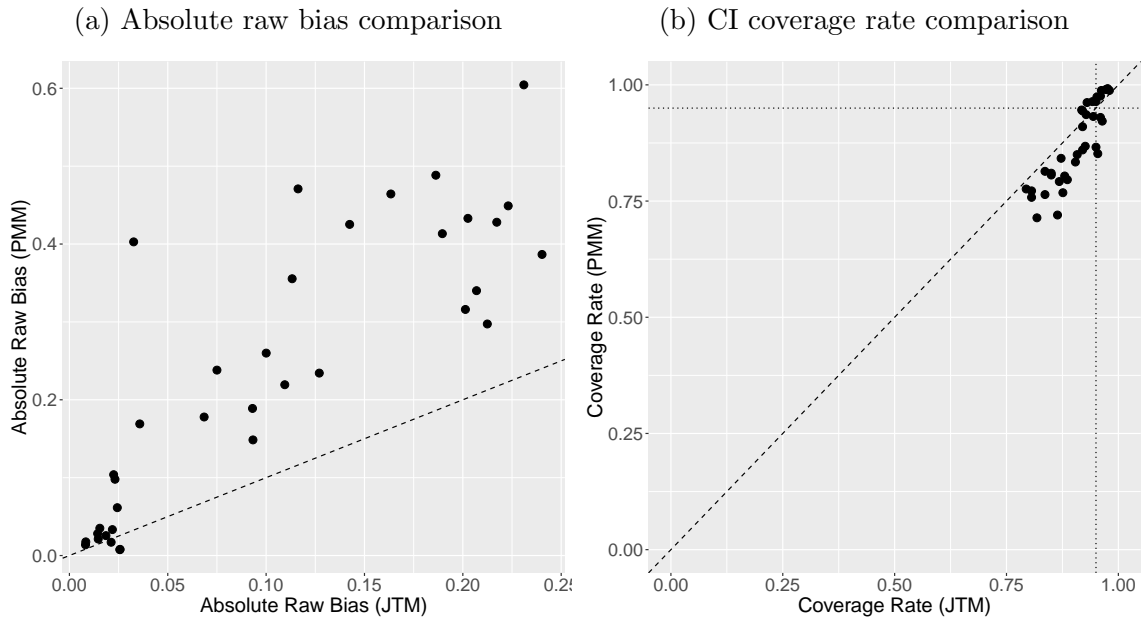 (a) Absolute raw bias comparison
0.6
0.4
0.2
0.0
Absolute Raw Bias (PMM)
0.00 0.05 0.10 0.15 0.20 0.25
Absolute Raw Bias (JTM)
(b) CI coverage rate comparison
1.00
0.75
0.50
0.25
0.00
Coverage Rate (PMM)
0.00 0.25 0.50 0.75 1.00
Coverage Rate (JTM)